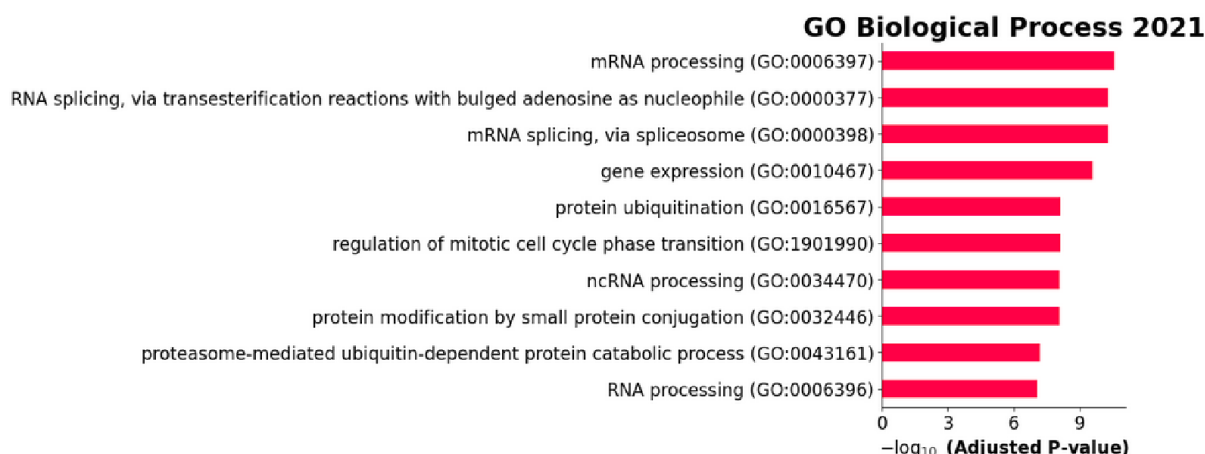 GO Biological Process 2021
mRNA processing (GO:0006397)
RNA splicing, via transesterification reactions with bulged adenosine as nucleophile (GO:0000377)
mRNA splicing, via spliceosome (GO:0000398)
gene expression (GO:0010467)
protein ubiquitination (GO:0016567)
regulation of mitotic cell cycle phase transition (GO:1901990)
ncRNA processing (GO:0034470)
protein modification by small protein conjugation (GO:0032446)
proteasome-mediated ubiquitin-dependent protein catabolic process (GO:0043161)
RNA processing (GO:0006396)
0 3 6 9
−log₁₀ (Adjusted P-value)